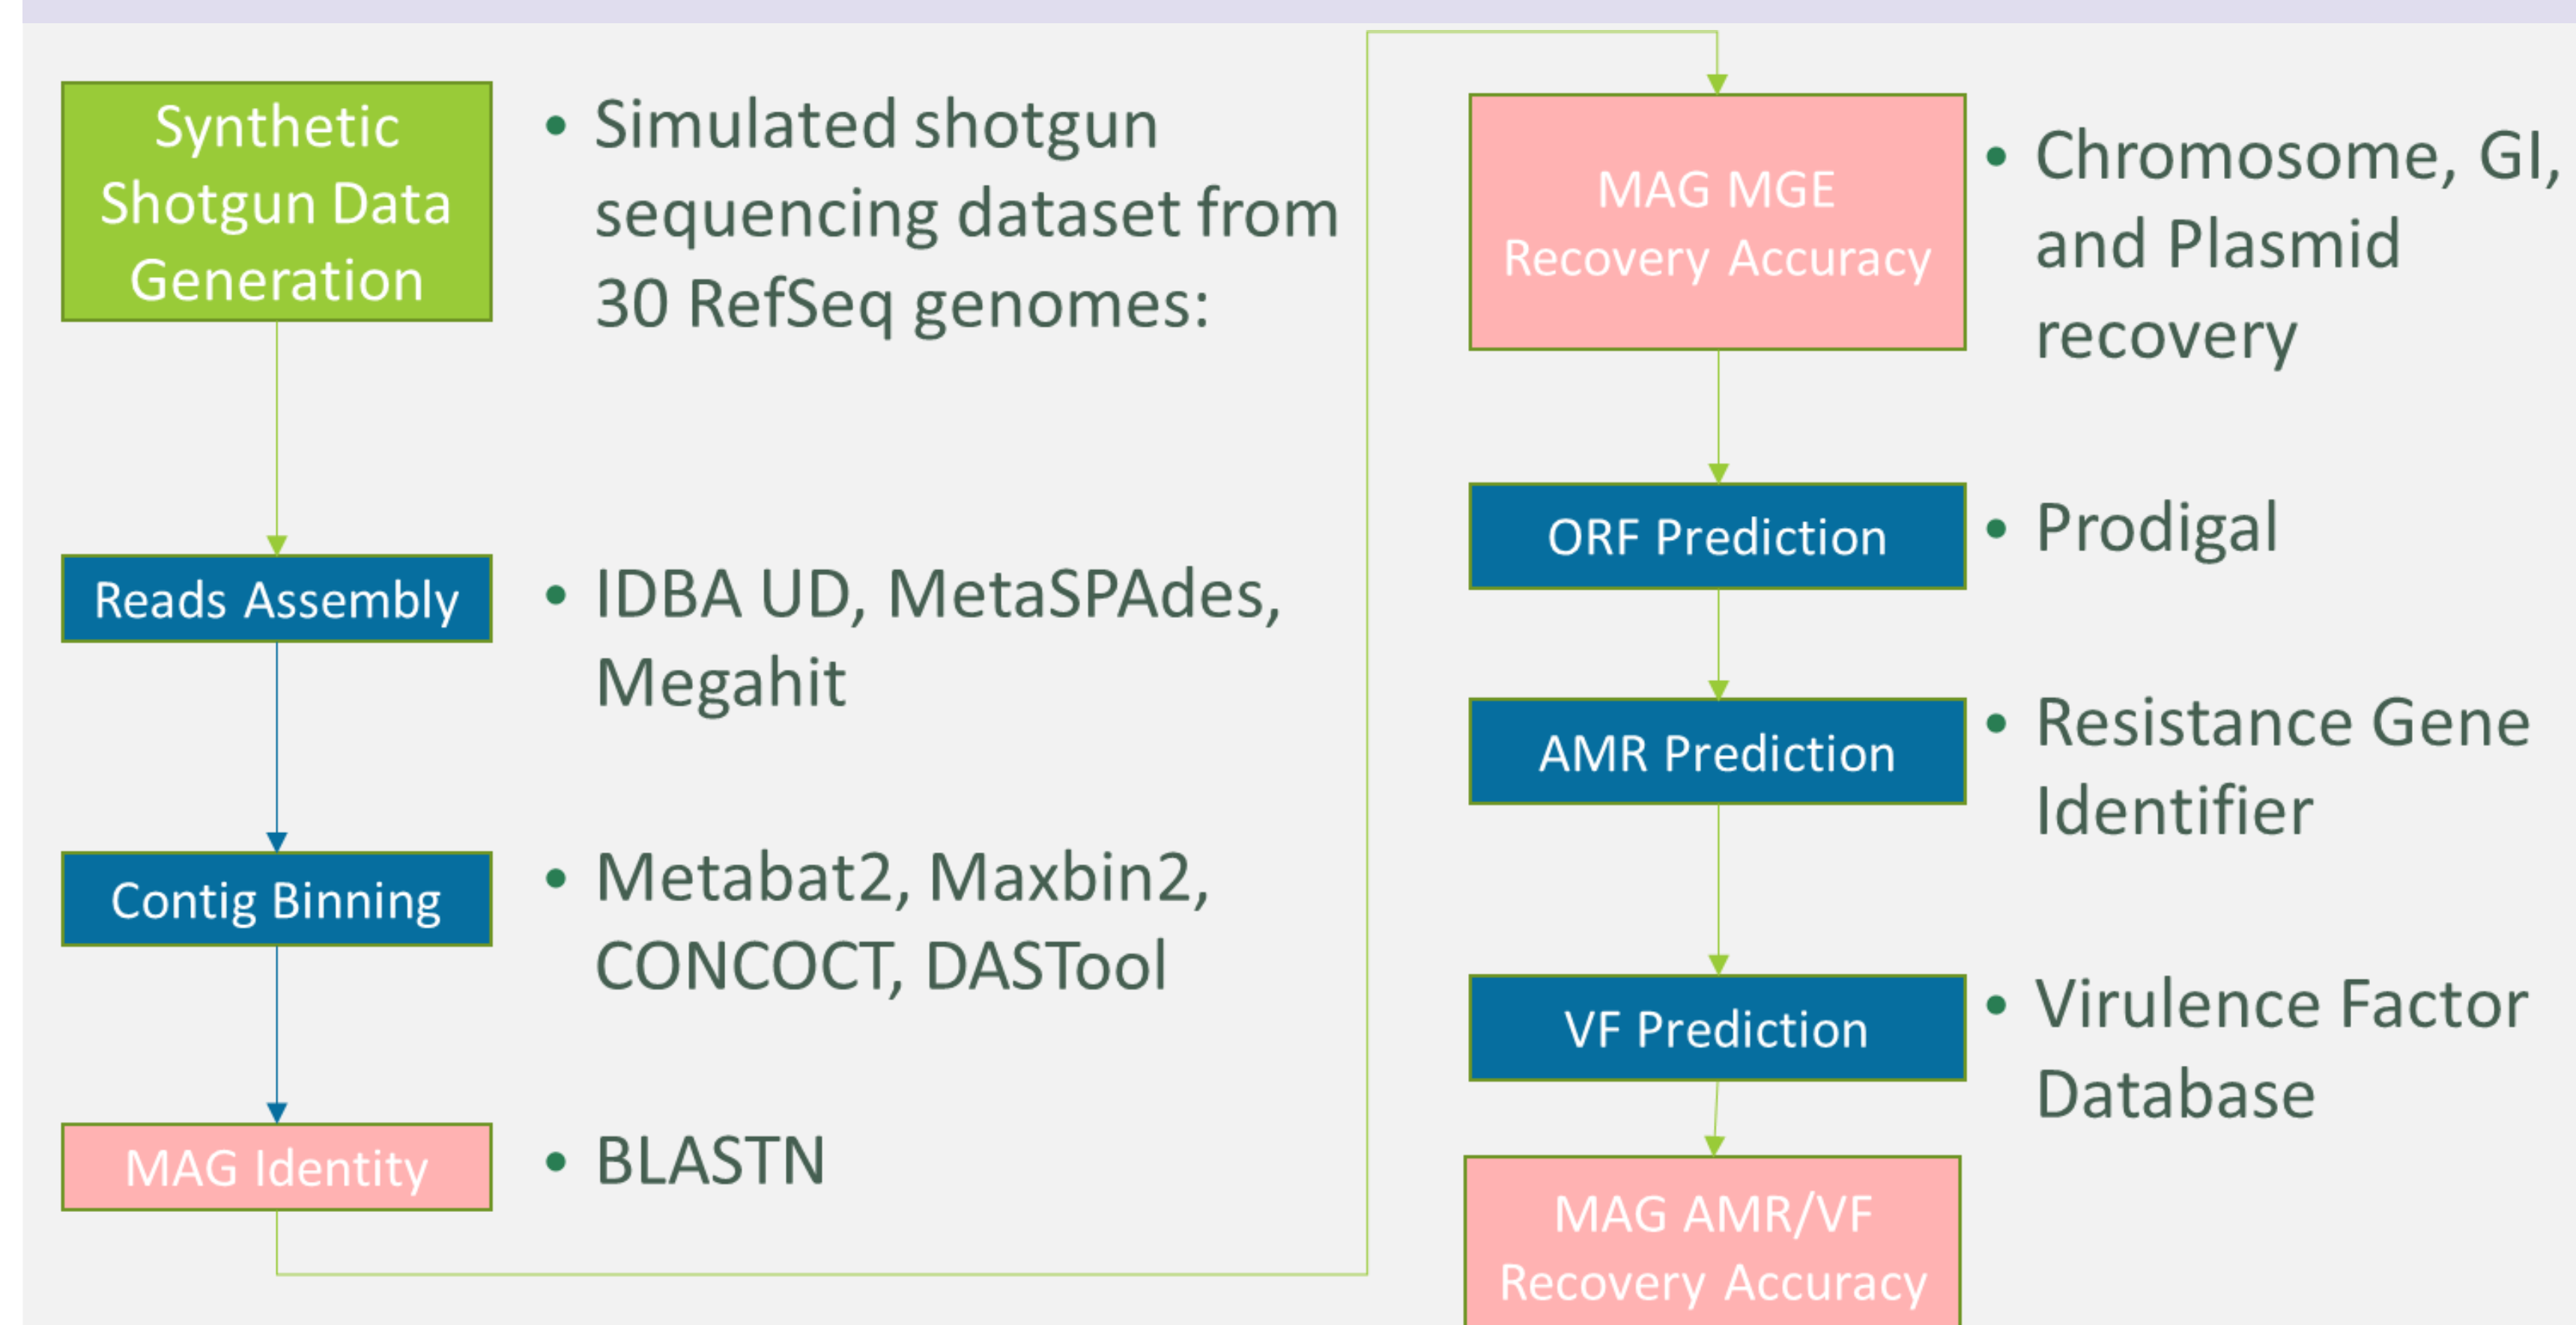 Synthetic
Shotgun Data
Generation
• Simulated shotgun
sequencing dataset from
30 RefSeq genomes:
Reads Assembly
• IDBA UD, MetaSPAdes,
Megahit
Contig Binning
• Metabat2, Maxbin2,
CONCOCT, DASTool
MAG Identity
• BLASTN
MAG MGE
Recovery Accuracy
• Chromosome, GI,
and Plasmid
recovery
ORF Prediction
• Prodigal
AMR Prediction
• Resistance Gene
Identifier
VF Prediction
• Virulence Factor
Database
MAG AMR/VF
Recovery Accuracy